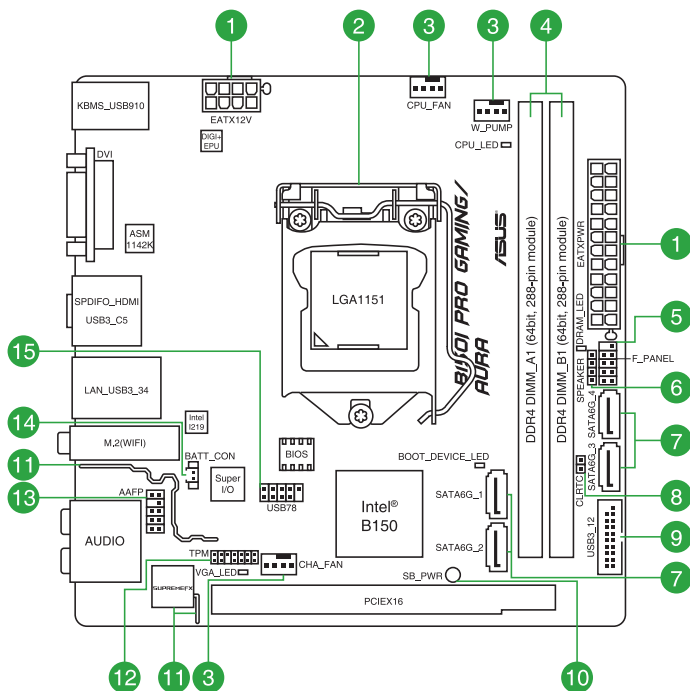 1
2
3
3
4
KBMS_USB910
EATX12V
CPU_FAN
W_PUMP
CPU_LED
DIGI+
EPU
DVI
ASM
1142K
LGA1151
B150I PRO GAMING/
AURA
ASUS
DDR4 DIMM_A1 (64bit, 288-pin module)
DDR4 DIMM_B1 (64bit, 288-pin module)
EATXPWR
1
SPDIFO_HDMI
USB3_C5
DRAM_LED
5
F_PANEL
SPEAKER
6
15
LAN_USB3_34
14
Intel
I219
M.2(WIFI)
BATT_CON
BIOS
BOOT_DEVICE_LED
SATA6G_4
SATA6G_3
7
11
13
AAFP
Super
I/O
USB78
SATA6G_1
CLRTC
8
AUDIO
Intel®
B150
SATA6G_2
USB3_12
9
TPM
VGA_LED
CHA_FAN
SB_PWR
7
SUPREMEFX
PCIEX16
12
11
3
10